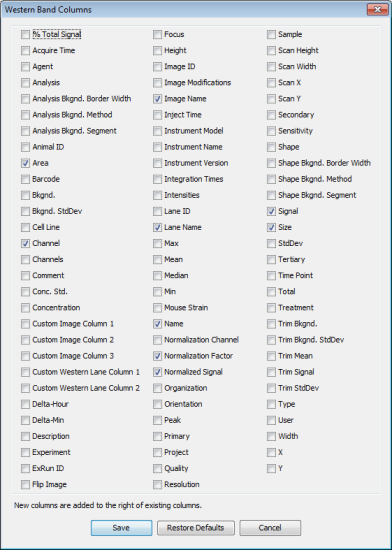 Western Band Columns
% Total Signal
Acquire Time
Agent
Analysis
Analysis Bkgnd. Border Width
Analysis Bkgnd. Method
Analysis Bkgnd. Segment
Animal ID
Area
Barcode
Bkgnd.
Bkgnd. StdDev
Cell Line
Channel
Channels
Comment
Conc. Std.
Concentration
Custom Image Column 1
Custom Image Column 2
Custom Image Column 3
Custom Western Lane Column 1
Custom Western Lane Column 2
Delta-Hour
Delta-Min
Description
Experiment
ExRun ID
Flip Image
Focus
Height
Image ID
Image Modifications
Image Name
Inject Time
Instrument Model
Instrument Name
Instrument Version
Integration Times
Intensities
Lane ID
Lane Name
Max
Mean
Median
Min
Mouse Strain
Name
Normalization Channel
Normalization Factor
Normalized Signal
Organization
Orientation
Peak
Primary
Project
Quality
Resolution
Sample
Scan Height
Scan Width
Scan X
Scan Y
Secondary
Sensitivity
Shape
Shape Bkgnd. Border Width
Shape Bkgnd. Method
Shape Bkgnd. Segment
Signal
Size
StdDev
Tertiary
Time Point
Total
Treatment
Trim Bkgnd.
Trim Bkgnd. StdDev
Trim Mean
Trim Signal
Trim StdDev
Type
User
Width
X
Y
New columns are added to the right of existing columns.
Save
Restore Defaults
Cancel